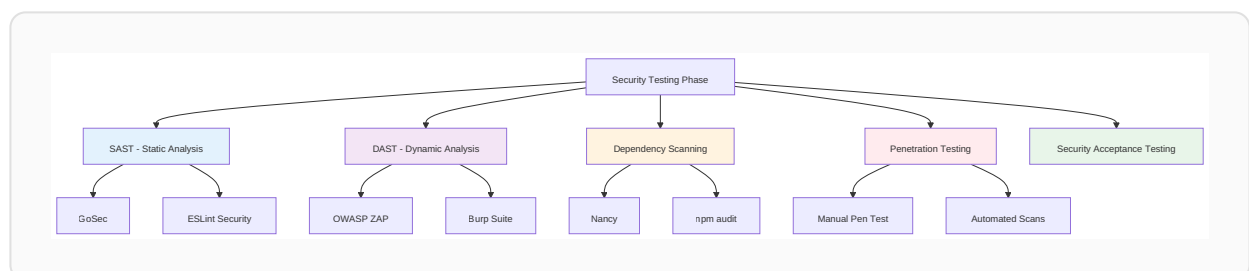 Security Testing Phase
SAST - Static Analysis
DAST - Dynamic Analysis
Dependency Scanning
Penetration Testing
Security Acceptance Testing
GoSec
ESLint Security
OWASP ZAP
Burp Suite
Nancy
npm audit
Manual Pen Test
Automated Scans